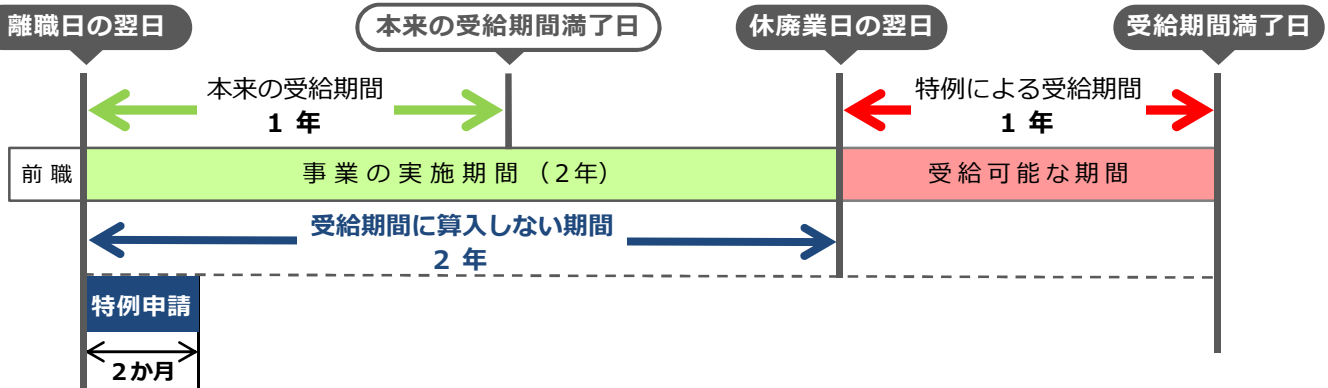 離職日の翌日
本来の受給期間満了日
休廃業日の翌日
受給期間満了日
本来の受給期間
1 年
特例による受給期間
1 年
前職
事業の実施期間（2年）
受給可能な期間
受給期間に算入しない期間
2 年
特例申請
2か月